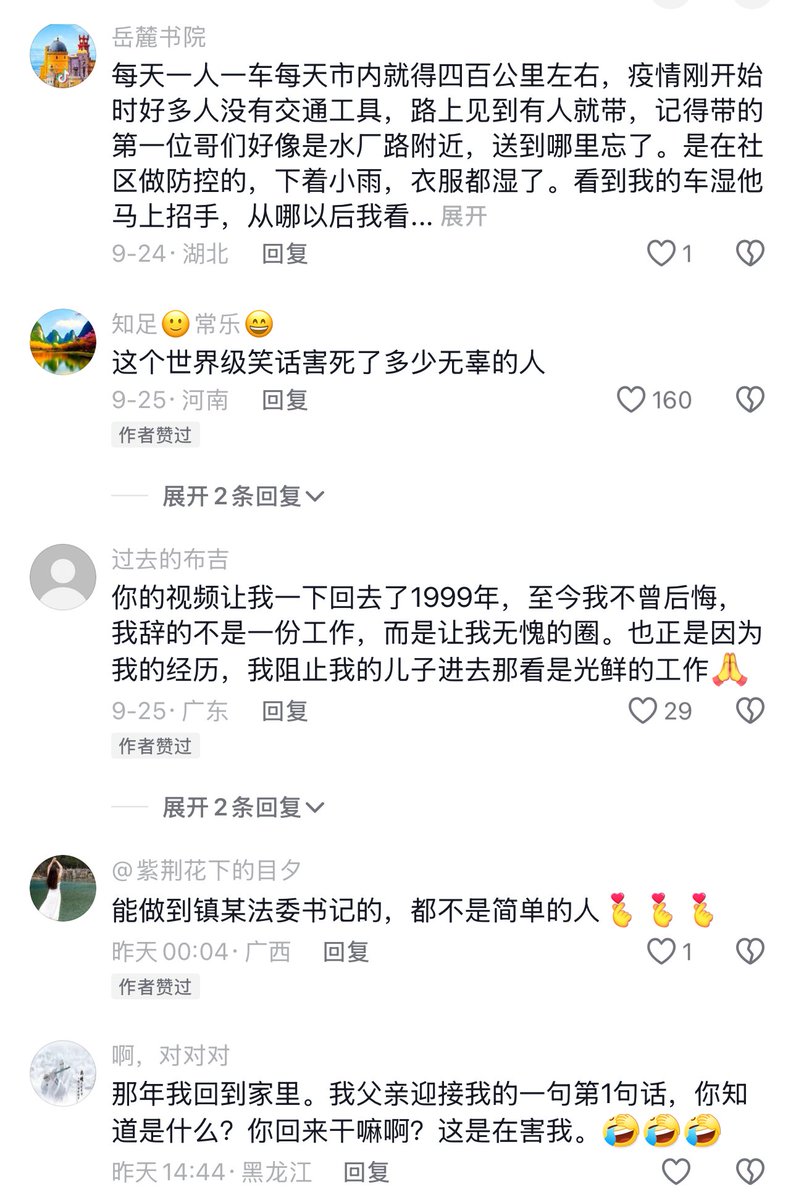 岳麓书院
每天一人一车每天市内就得四百公里左右，疫情刚开始
时好多人没有交通工具，路上见到有人就带，记得带的
第一位哥们好像是水厂路附近，送到哪里忘了。是在社
区做防控的，下着小雨，衣服都湿了。看到我的车湿他
马上招手，从哪以后我看... 展开
9-24·湖北 回复 1
知足🙂常乐😄
这个世界级笑话害死了多少无辜的人
9-25·河南 回复 160
作者赞过
展开2条回复
过去的布吉
你的视频让我一下回去了1999年，至今我不曾后悔，
我辞的不是一份工作，而是让我无愧的圈。也正是因为
我的经历，我阻止我的儿子进去那看是光鲜的工作🙏
9-25·广东 回复 29
作者赞过
展开2条回复
@紫荆花下的目夕
能做到镇某法委书记的，都不是简单的人🫰🫰🫰
昨天00:04·广西 回复 1
作者赞过
啊，对对对
那年我回到家里。我父亲迎接我的一句第1句话，你知
道是什么？你回来干嘛啊？这是在害我。🤣🤣🤣
昨天14:44·黑龙江 回复